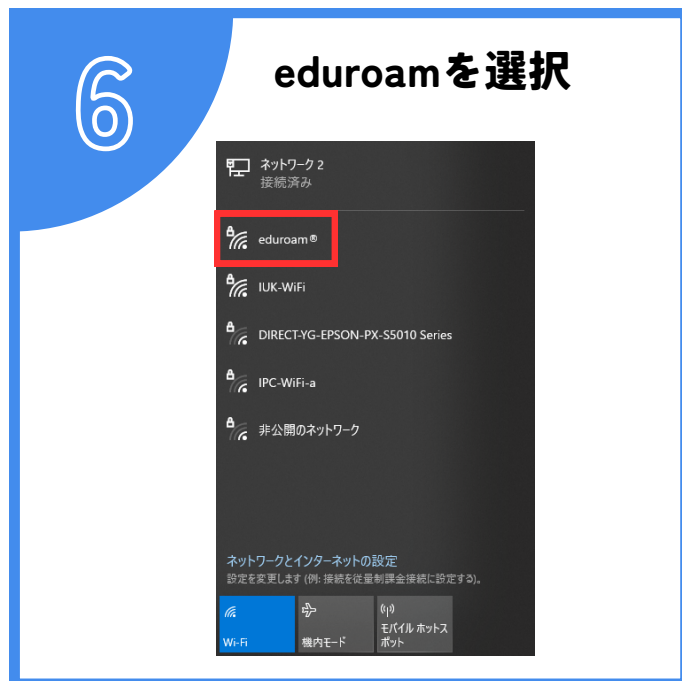 6
eduroamを選択
ネットワーク 2
接続済み
eduroam®
IUK-WiFi
DIRECT-YG-EPSON-PX-S5010 Series
IPC-WiFi-a
非公開のネットワーク
ネットワークとインターネットの設定
設定を変更します (例: 接続を従量制課金接続に設定する)。
Wi-Fi
機内モード
モバイル ホットス
ポット